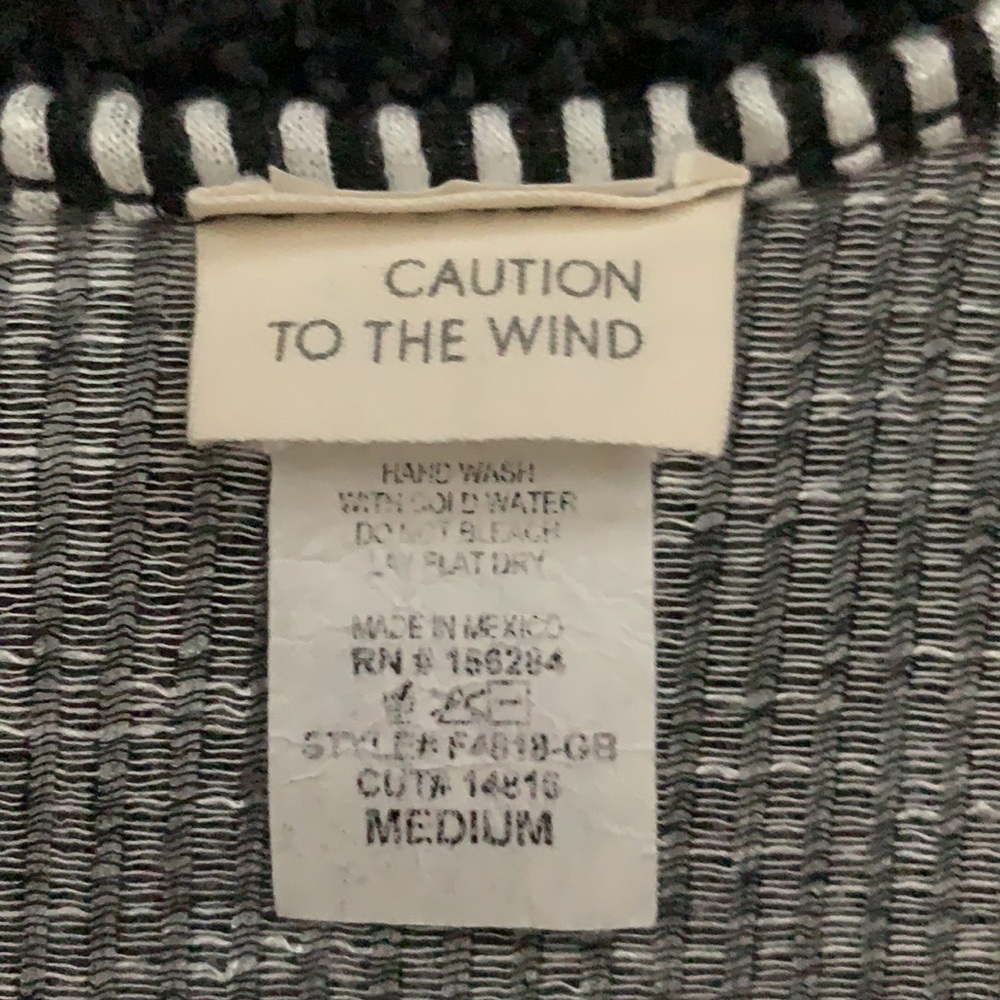 CAUTION
TO THE WIND
HAND WASH
WITH COLD WATER
DO NOT BLEACH
LAY FLAT DRY
MADE IN MEXICO
RN # 156284
STYLE# F4819-GB
CUT# 14816
MEDIUM